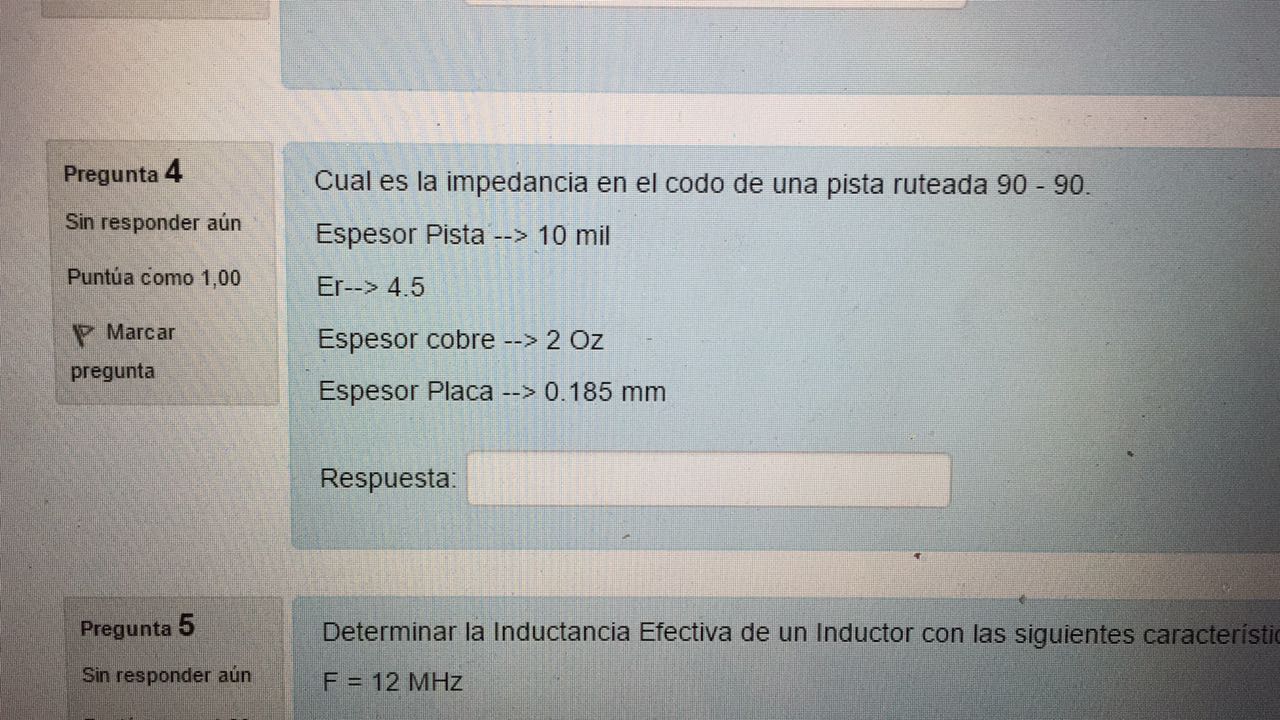 Pregunta 4
Sin responder aún
Puntúa como 1,00
Marcar
pregunta
Cual es la impedancia en el codo de una pista ruteada 90 - 90.
Espesor Pista --> 10 mil
Er--> 4.5
Espesor cobre --> 2 Oz
Espesor Placa --> 0.185 mm
Respuesta:
Pregunta 5
Sin responder aún
Determinar la Inductancia Efectiva de un Inductor con las siguientes
F = 12 MHz